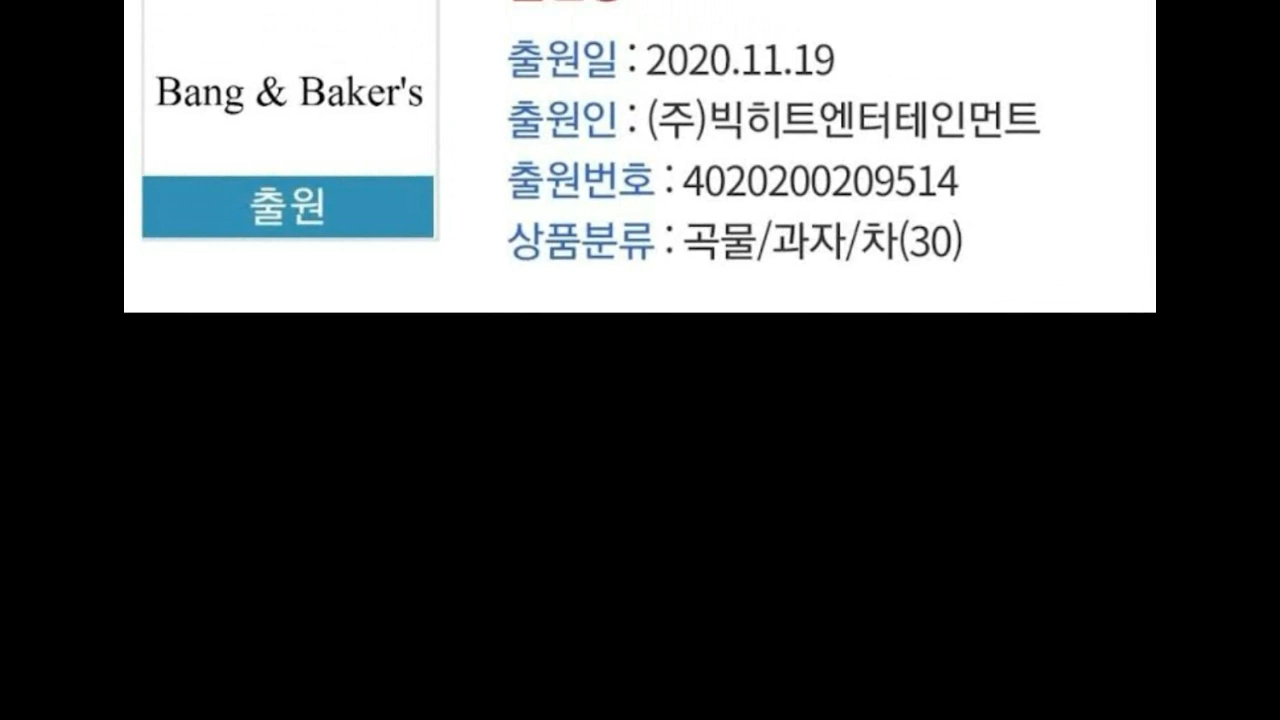 출원일 : 2020.11.19
Bang & Baker's
출원인 : (주)빅히트엔터테인먼트
출원번호 : 4020200209514
출원
상품분류 : 곡물/과자/차(30)